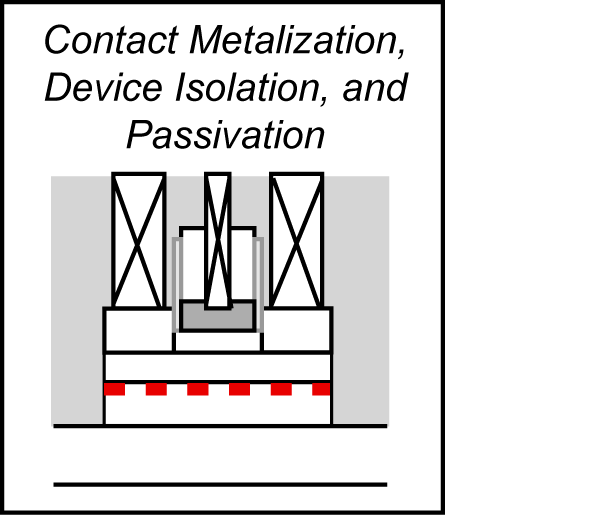 Contact Metalization,
Device Isolation, and
Passivation